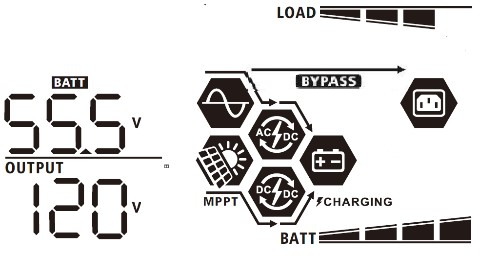 LOAD
BATT
BYPASS
55.5 V
AC DC
OUTPUT
DC DC
120 V
MPPT
CHARGING
BATT